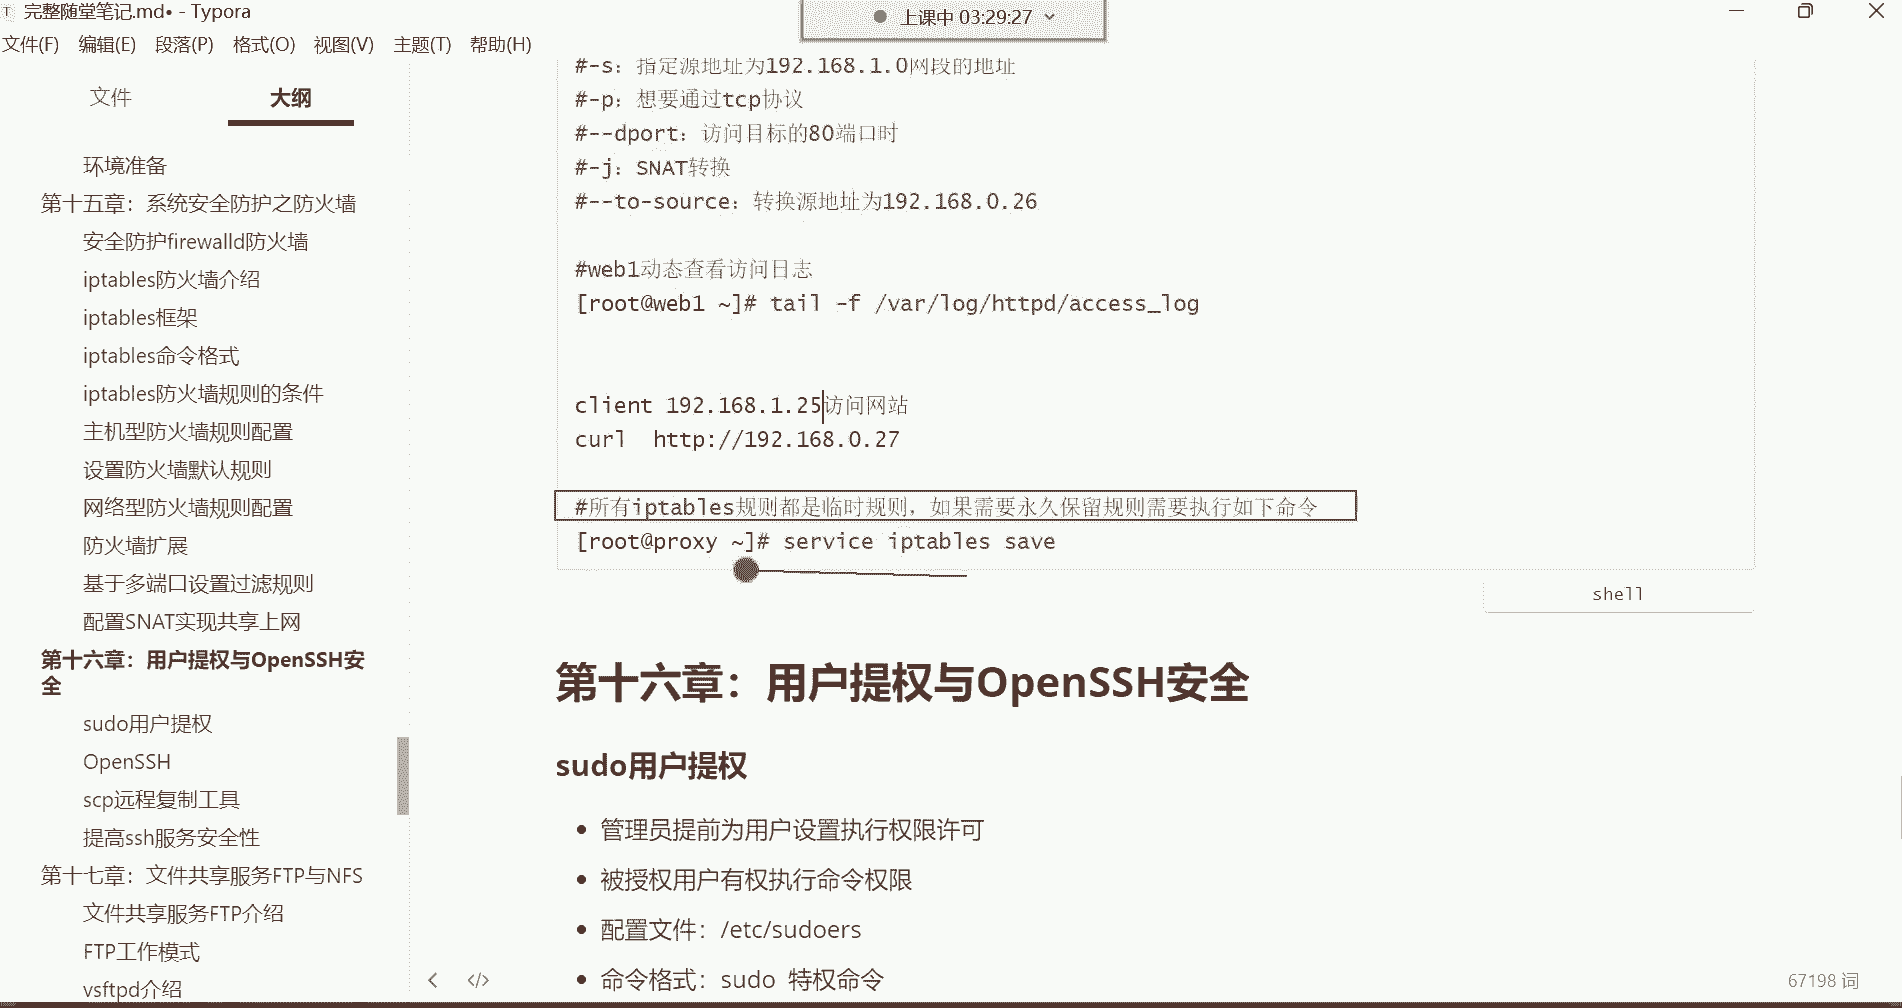 完整随堂笔记.md• - Typora
上课中 03:29:27
文件(F) 编辑(E) 段落(P) 格式(O) 视图(V) 主题(T) 帮助(H)
文件 大纲
环境准备
第十五章：系统安全防护之防火墙
安全防护firewalld防火墙
iptables防火墙介绍
iptables框架
iptables命令格式
iptables防火墙规则的条件
主机型防火墙规则配置
设置防火墙默认规则
网络型防火墙规则配置
防火墙扩展
基于多端口设置过滤规则
配置SNAT实现共享上网
第十六章：用户提权与OpenSSH安
全
sudo用户提权
OpenSSH
scp远程复制工具
提高ssh服务安全性
第十七章：文件共享服务FTP与NFS
文件共享服务FTP介绍
FTP工作模式
vsftpd介绍
#-s：指定源地址为192.168.1.0网段的地址
#-p：想要通过tcp协议
#--dport：访问目标的80端口时
#-j：SNAT转换
#--to-source：转换源地址为192.168.0.26
#web1动态查看访问日志
[root@web1 ~]# tail -f /var/log/httpd/access_log
client 192.168.1.25访问网站
curl  http://192.168.0.27
#所有iptables规则都是临时规则，如果需要永久保留规则需要执行如下命令
[root@proxy ~]# service iptables save
shell
第十六章：用户提权与OpenSSH安全
sudo用户提权
• 管理员提前为用户设置执行权限许可
• 被授权用户有权执行命令权限
• 配置文件：/etc/sudoers
• 命令格式：sudo 特权命令
67198 词